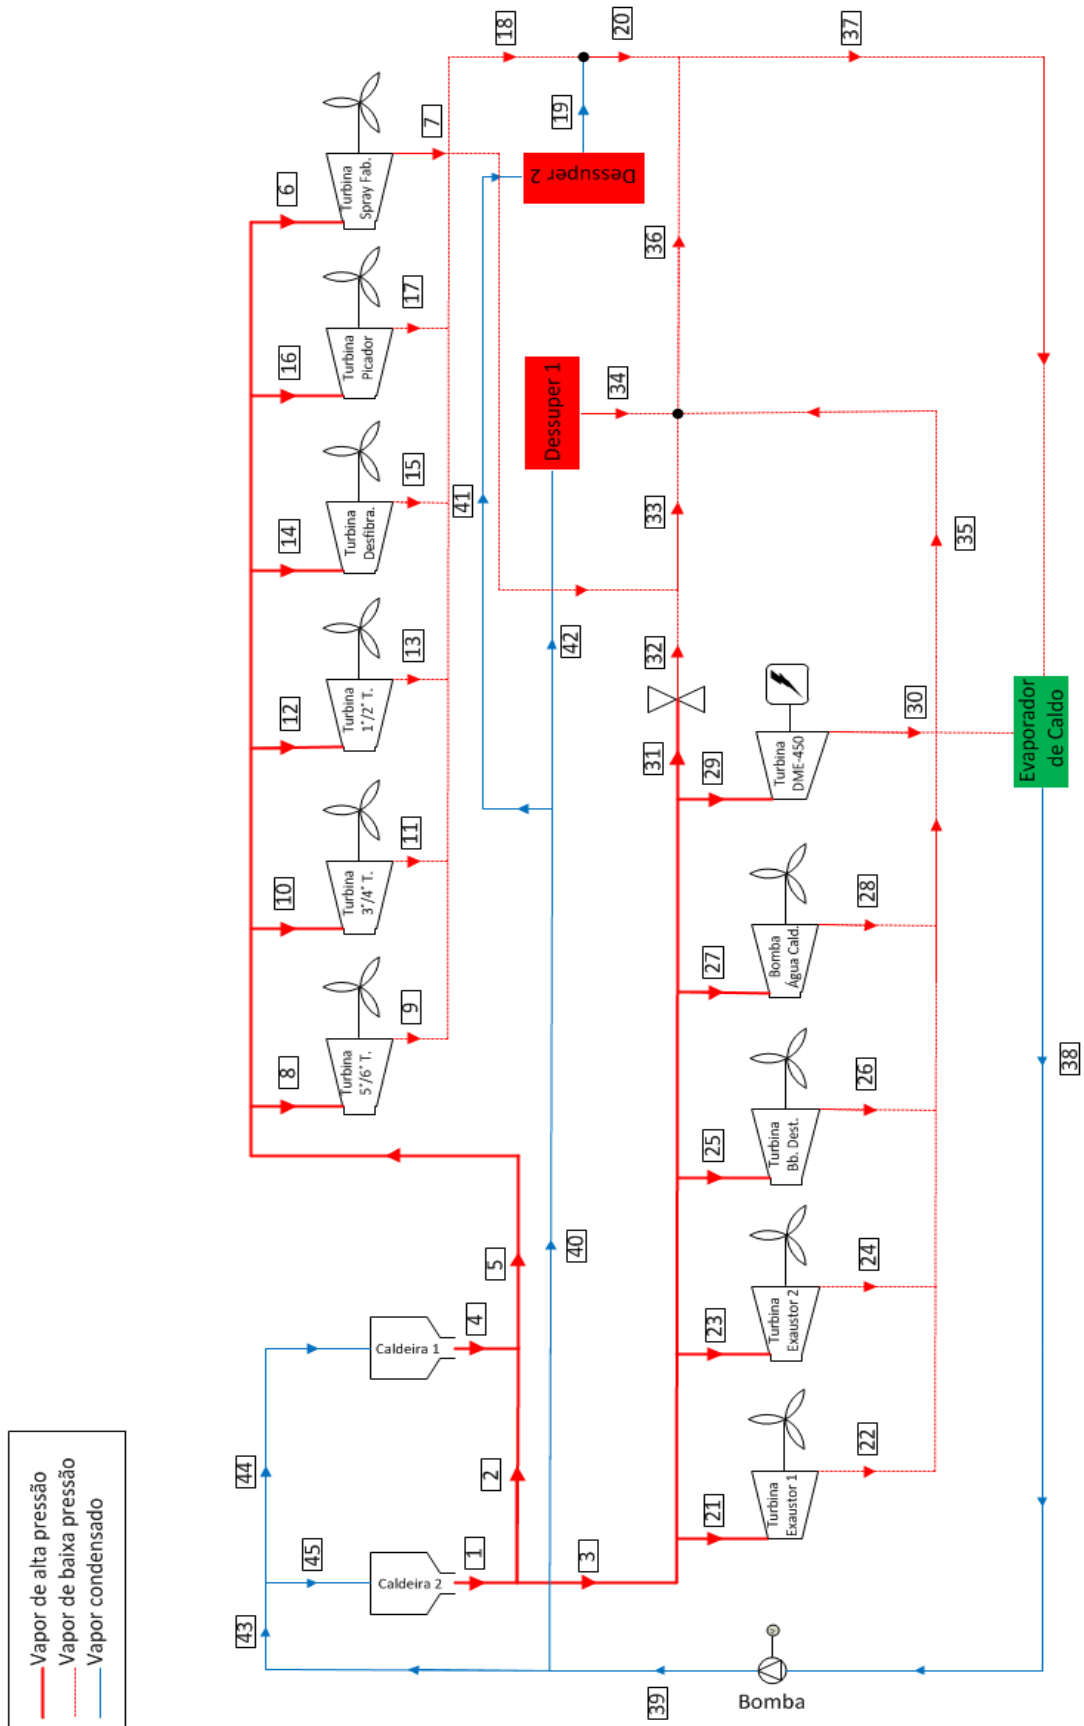 18
20
37
Turbina
Spray Fab.
6
7
19
Dessuper 2
Turbina
Picador
16
17
36
Turbina
Desfibra.
14
15
41
Dessuper 1
34
33
35
Turbina
1°/2° T.
12
13
42
32
31
29
Turbina
DME-450
30
Evaporador
de Caldo
Turbina
3°/4° T.
10
11
Bomba
Água Cald.
27
28
Turbina
5°/6° T.
8
9
Turbina
Bb. Dest.
25
26
38
5
40
4
Caldeira 1
Turbina
Exaustor 2
23
24
44
2
Turbina
Exaustor 1
21
22
45
Caldeira 2
1
3
43
39
Bomba
Vapor de alta pressão
Vapor de baixa pressão
Vapor condensado